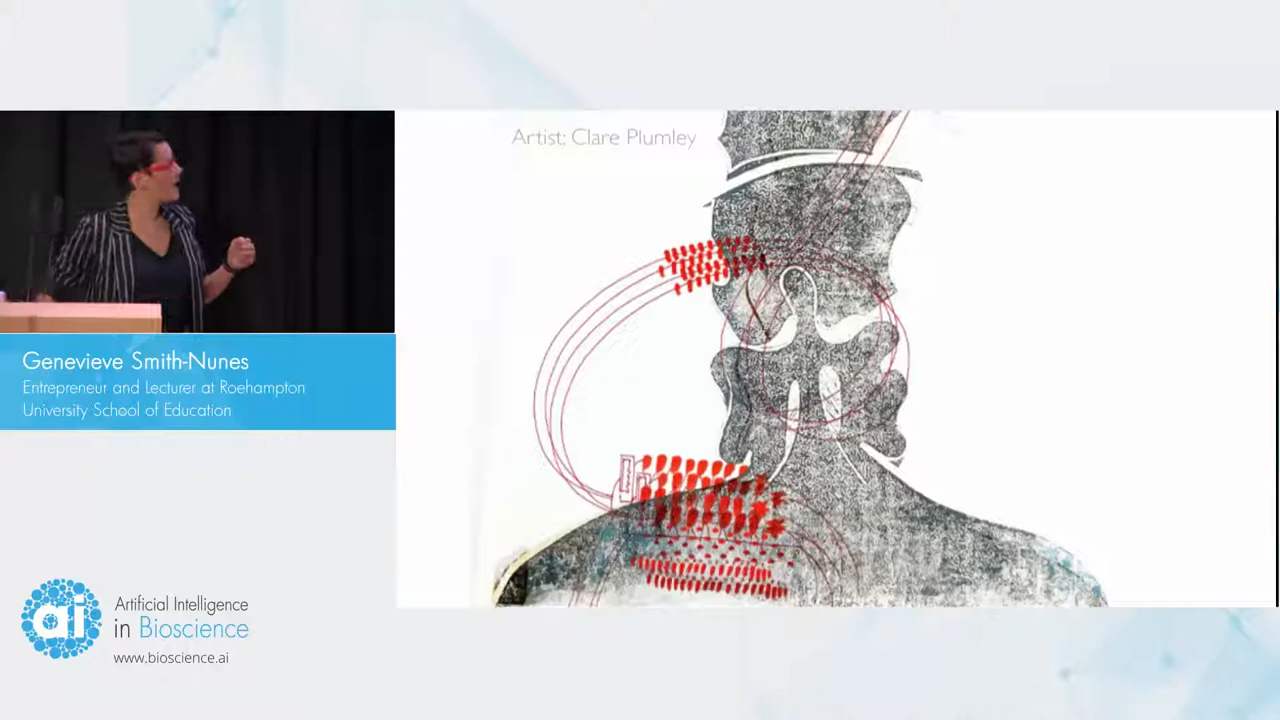 Artist: Clare Plumley
Genevieve Smith-Nunes
Entrepreneur and Lecturer at Roehampton
University School of Education
ai
Artificial Intelligence
in Bioscience
www.bioscience.ai